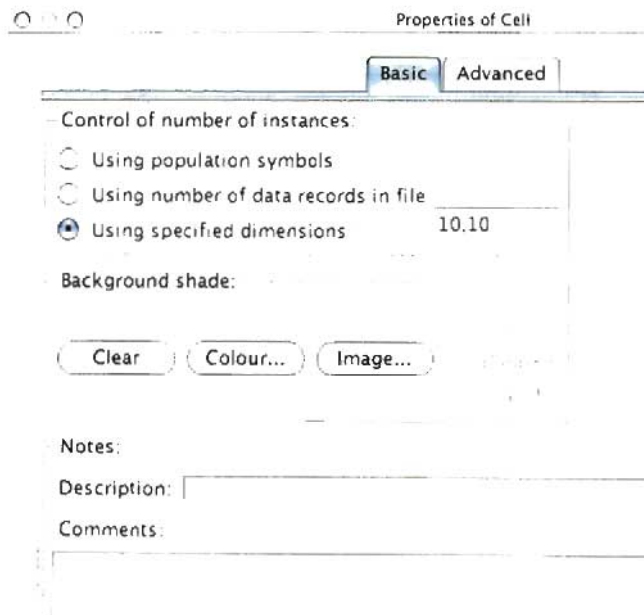 Properties of Cell
Basic Advanced
Control of number of instances:
Using population symbols
Using number of data records in file
Using specified dimensions 10,10
Background shade:
Clear Colour... Image...
Notes:
Description:
Comments: